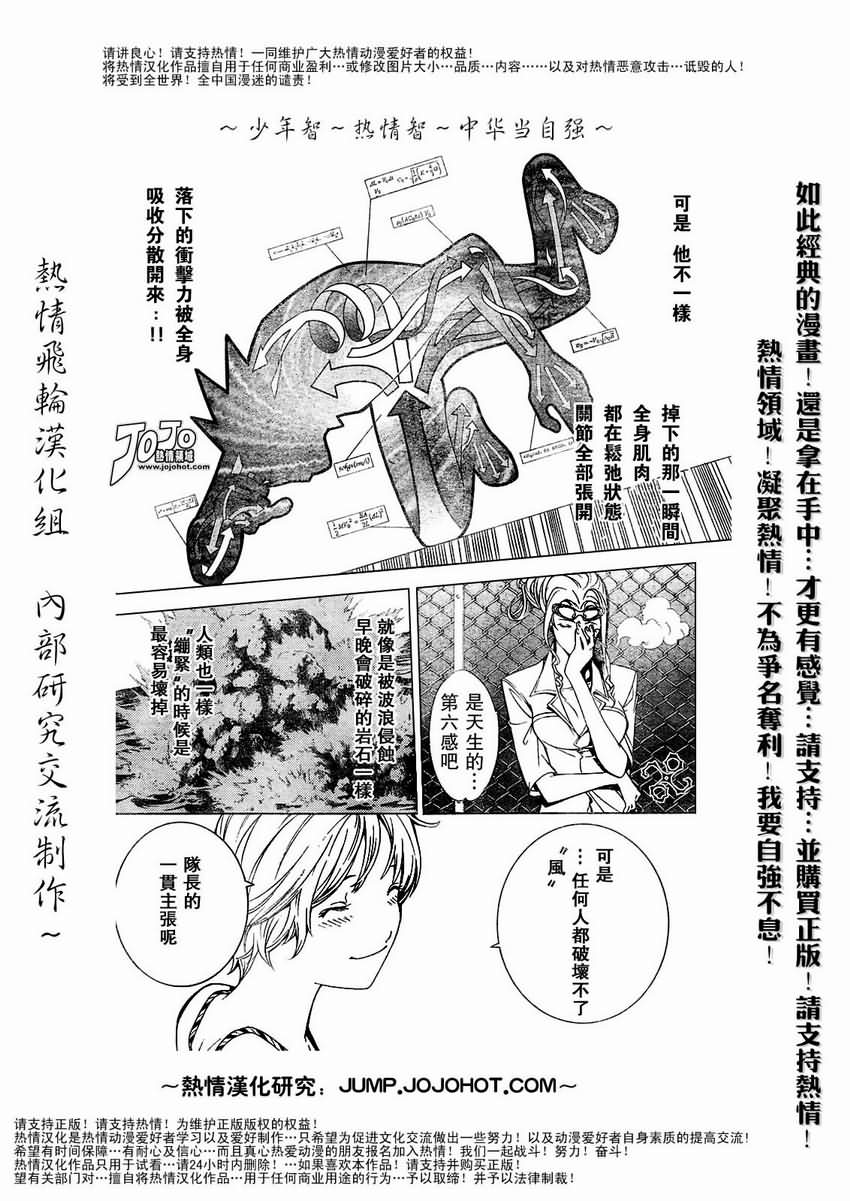 请讲良心！请支持热情！一同维护广大热情动漫爱好者的权益！
将热情汉化作品擅自用于任何商业盈利…或修改图片大小…品质…内容……以及对热情恶意攻击…诋毁的人！
将受到全世界！全中国漫迷的谴责！
～少年智～热情智～中华当自强～
可是 他不一樣
落下的衝擊力被全身
吸收分散開來…!!
掉下的那一瞬間
全身肌肉
都在鬆弛狀態
關節全部張開
JOJO
熱情領域
www.jojohot.com
是天生的…
第六感吧
就像是被波浪侵蝕
早晚會破碎的岩石一樣
人類也一樣
〝繃緊〞的時候是
最容易壞掉
可是
…任何人都破壞不了
〝風〞
隊長的
一貫主張呢
如此經典的漫畫！還是拿在手中…才更有感覺…請支持…並購買正版！請支持熱情！
熱情領域！凝聚熱情！不為爭名奪利！我要自強不息！
熱情飛輪漢化組 內部研究交流制作～
～熱情漢化研究：JUMP.JOJOHOT.COM～
请支持正版！请支持热情！为维护正版版权的权益！
热情汉化是热情动漫爱好者学习以及爱好制作…只希望为促进文化交流做出一些努力！以及动漫爱好者自身素质的提高交流！
希望有时间保障…有耐心及信心…而且真心热爱动漫的朋友报名加入热情！我们一起战斗！努力！奋斗！
热情汉化作品只用于试看…请24小时内删除！…如果喜欢本作品！请支持并购买正版！
望有关部门对…擅自将热情汉化作品…用于任何商业用途的行为…予以取缔！并予以法律制裁！